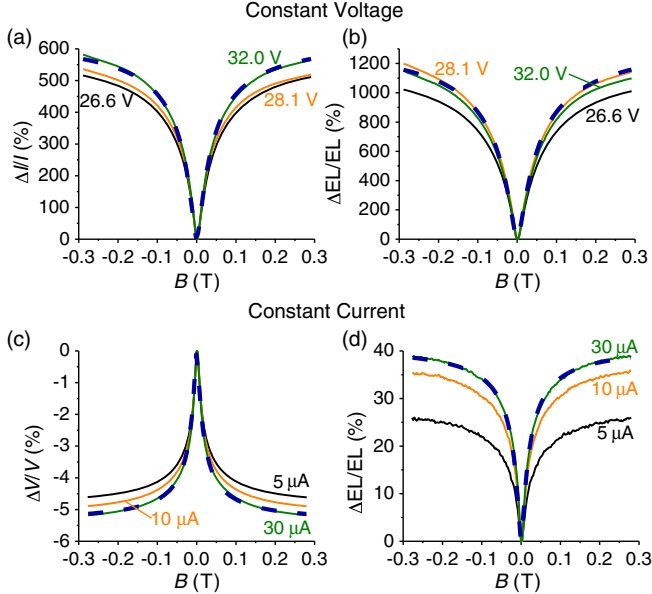 Constant Voltage
(a)
(b)
600
500
400
300
200
100
0
ΔI/I (%)
32.0 V
26.6 V
28.1 V
-0.3 -0.2 -0.1 0.0 0.1 0.2 0.3
B (T)
1200
1000
800
600
400
200
0
ΔEL/EL (%)
28.1 V
32.0 V
26.6 V
-0.3 -0.2 -0.1 0.0 0.1 0.2 0.3
B (T)
Constant Current
(c)
(d)
0
-1
-2
-3
-4
-5
-6
ΔV/V (%)
5 µA
10 µA
30 µA
-0.3 -0.2 -0.1 0.0 0.1 0.2 0.3
B (T)
40
30
20
10
0
ΔEL/EL (%)
30 µA
10 µA
5 µA
-0.3 -0.2 -0.1 0.0 0.1 0.2 0.3
B (T)